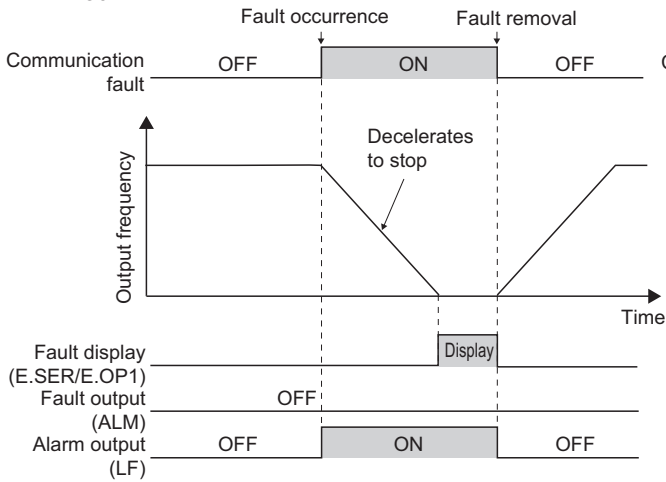 Fault occurrence
Fault removal
Communication
fault
OFF
ON
OFF
Output frequency
Decelerates
to stop
Time
Fault display
(E.SER/E.OP1)
Display
Fault output
(ALM)
OFF
Alarm output
(LF)
OFF
ON
OFF